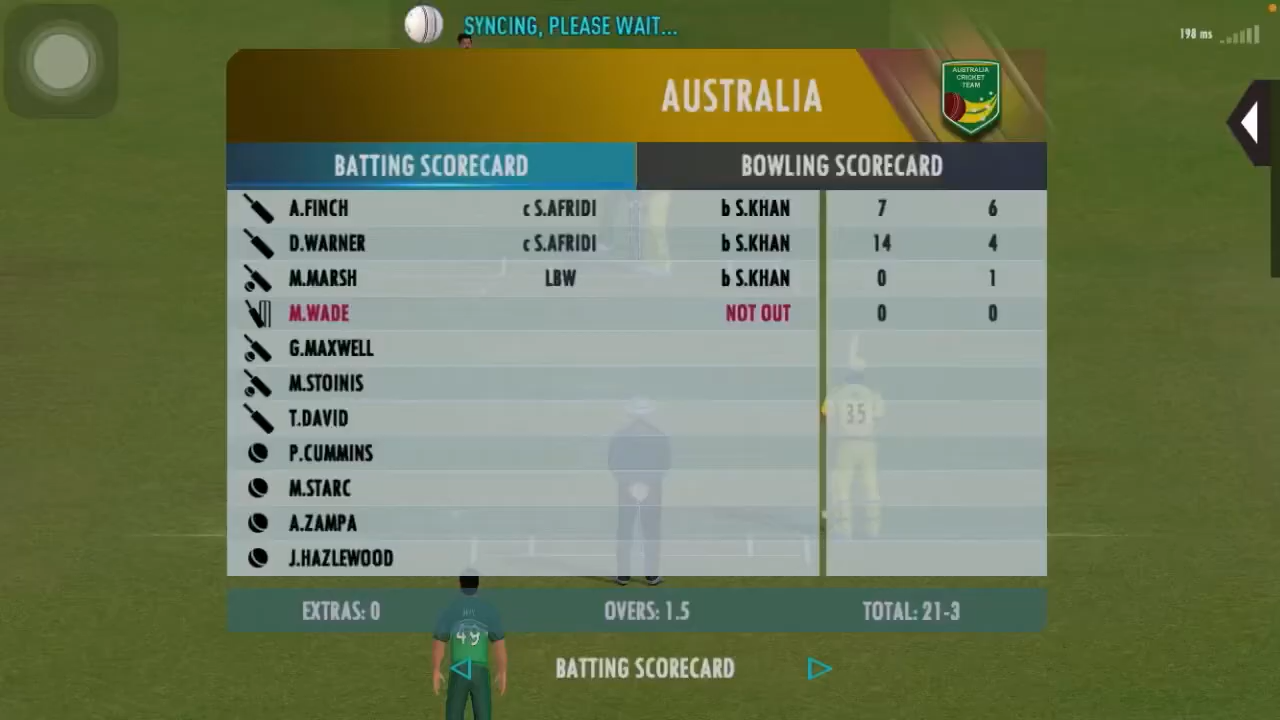 SYNCING, PLEASE WAIT...
198 ms
AUSTRALIA
AUSTRALIA
CRICKET
TEAM
BATTING SCORECARD BOWLING SCORECARD
A.FINCH c S.AFRIDI b S.KHAN 7 6
D.WARNER c S.AFRIDI b S.KHAN 14 4
M.MARSH LBW b S.KHAN 0 1
M.WADE NOT OUT 0 0
G.MAXWELL
M.STOINIS
T.DAVID
P.CUMMINS
M.STARC
A.ZAMPA
J.HAZLEWOOD
35
EXTRAS: 0 OVERS: 1.5 TOTAL: 21-3
49
BATTING SCORECARD